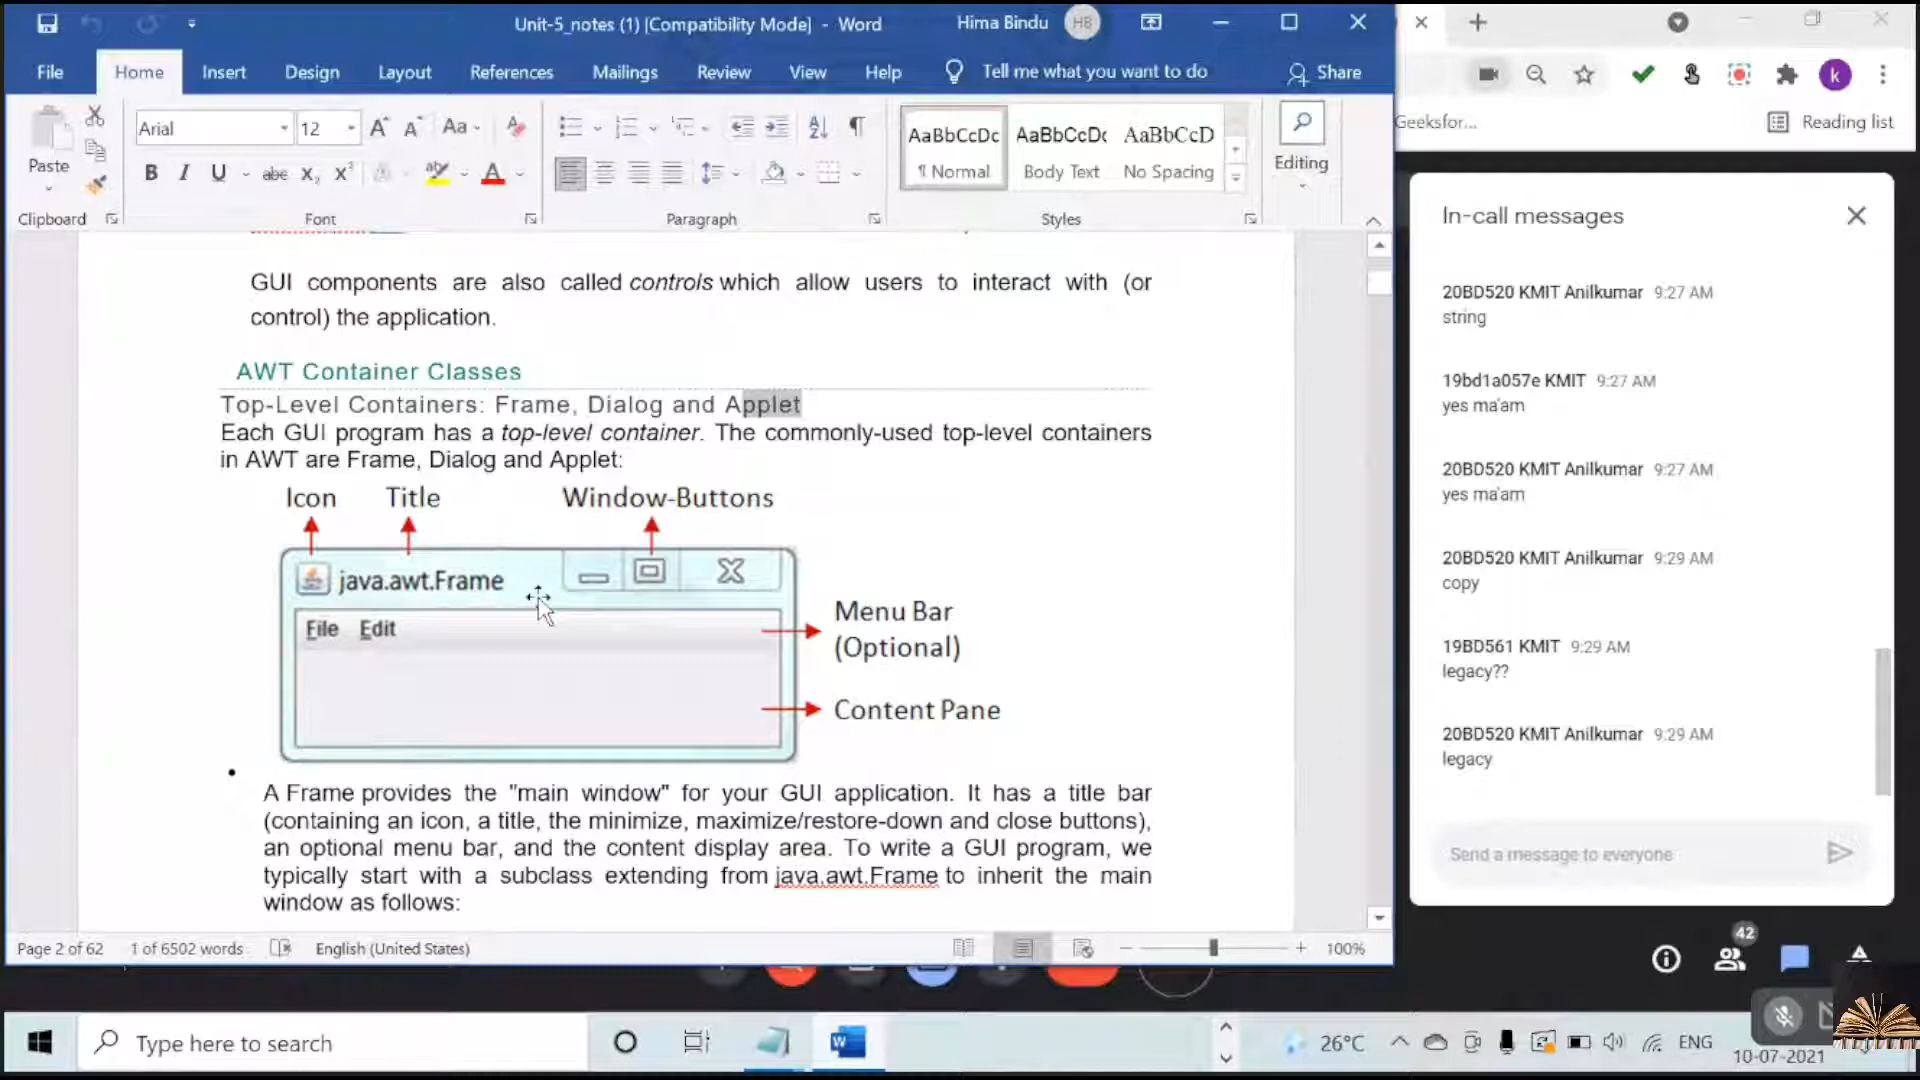 Unit-5_notes (1) [Compatibility Mode] - Word
Hima Bindu
HB
File Home Insert Design Layout References Mailings Review View Help Tell me what you want to do Share
Paste
Clipboard
Arial 12
Aa
B I U abc X₂ X² A
Font
Paragraph
AaBbCcDc AaBbCcDc AaBbCcD
¶ Normal Body Text No Spacing
Styles
Editing
GUI components are also called controls which allow users to interact with (or
control) the application.
AWT Container Classes
Top-Level Containers: Frame, Dialog and Applet
Each GUI program has a top-level container. The commonly-used top-level containers
in AWT are Frame, Dialog and Applet:
Icon Title Window-Buttons
java.awt.Frame
File Edit
Menu Bar
(Optional)
Content Pane
A Frame provides the "main window" for your GUI application. It has a title bar
(containing an icon, a title, the minimize, maximize/restore-down and close buttons),
an optional menu bar, and the content display area. To write a GUI program, we
typically start with a subclass extending from java.awt.Frame to inherit the main
window as follows:
Page 2 of 62 1 of 6502 words English (United States) 100%
k
Geeksfor... Reading list
In-call messages
20BD520 KMIT Anilkumar 9:27 AM
string
19bd1a057e KMIT 9:27 AM
yes ma'am
20BD520 KMIT Anilkumar 9:27 AM
yes ma'am
20BD520 KMIT Anilkumar 9:29 AM
copy
19BD561 KMIT 9:29 AM
legacy??
20BD520 KMIT Anilkumar 9:29 AM
legacy
Send a message to everyone
42
Type here to search
26°C ENG
10-07-2021